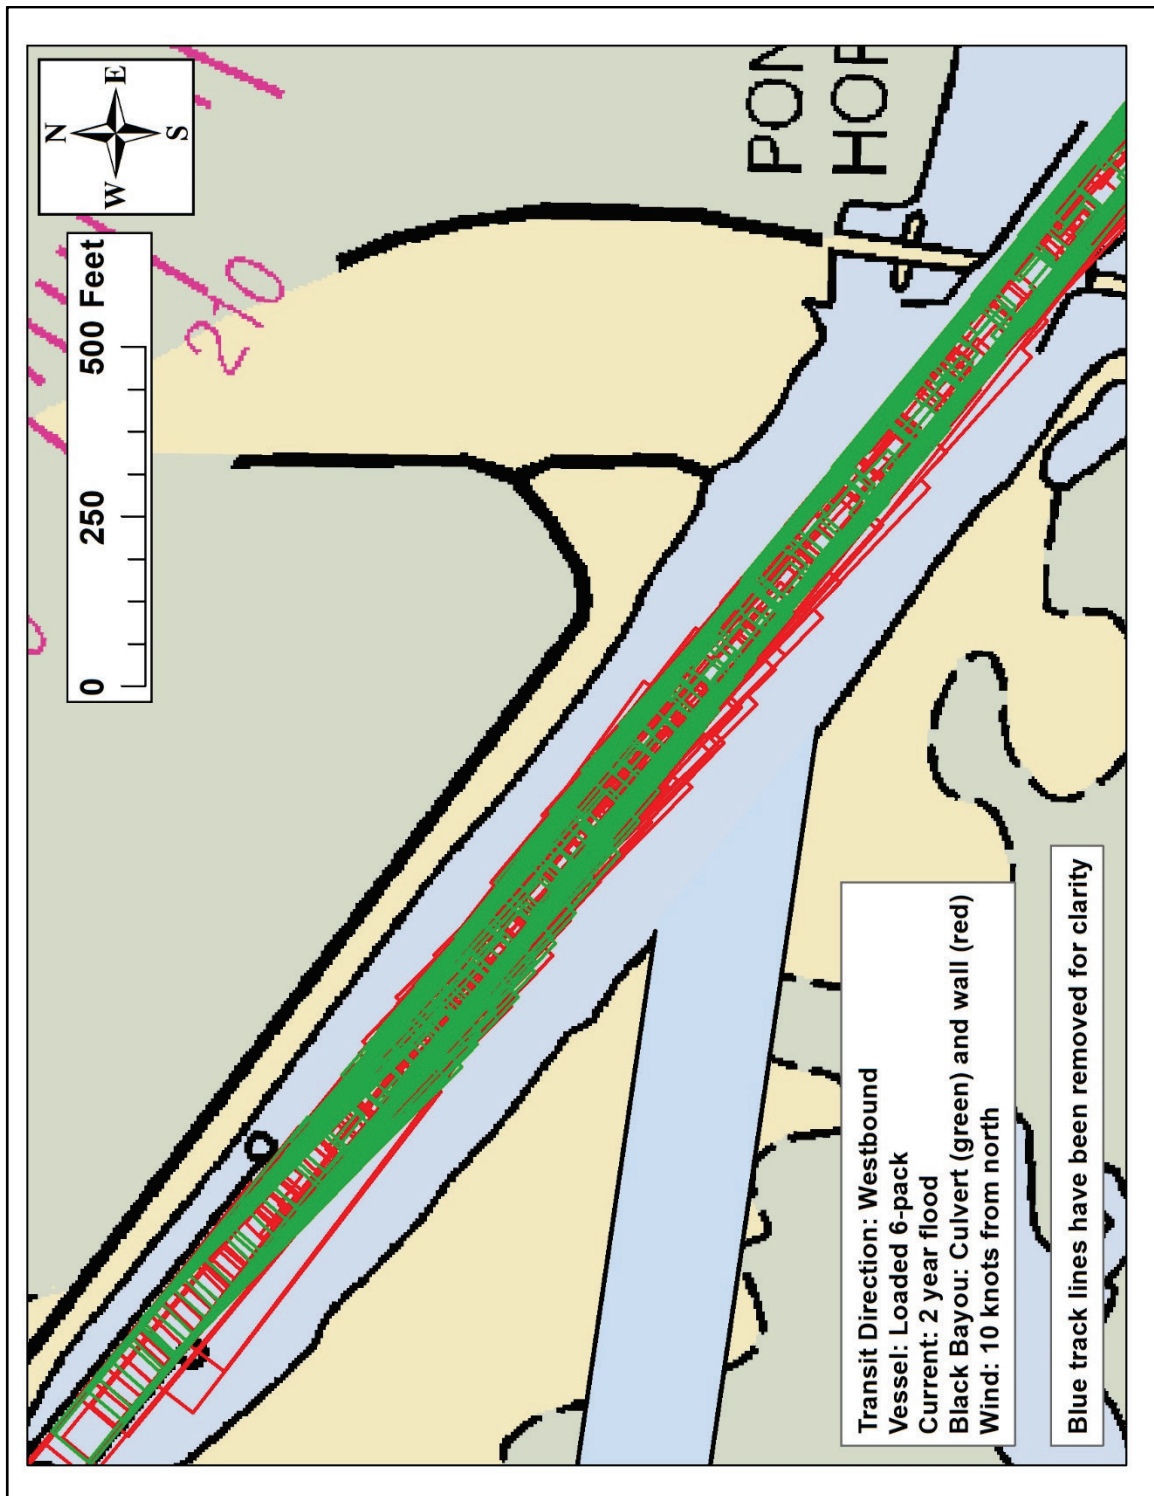 N
W
E
S
0
250
500 Feet
210
PON
HOR
Transit Direction: Westbound
Vessel: Loaded 6-pack
Current: 2 year flood
Black Bayou: Culvert (green) and wall (red)
Wind: 10 knots from north
Blue track lines have been removed for clarity